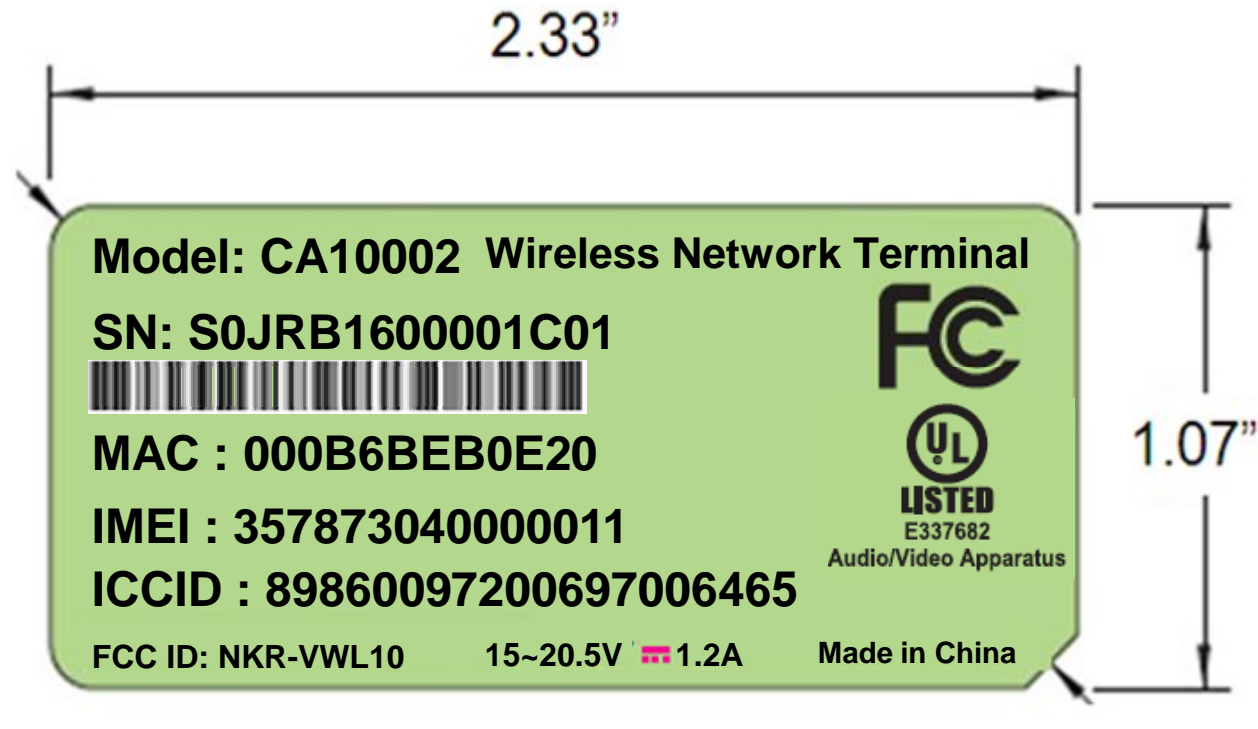 2.33”
Model: CA10002 Wireless Network Terminal
SN: S0JRB1600001C01
FC
MAC : 000B6BEB0E20
UL
1.07”
LISTED
IMEI : 357873040000011
E337682
Audio/Video Apparatus
ICCID : 89860097200697006465
FCC ID: NKR-VWL10 15~20.5V 1.2A Made in China